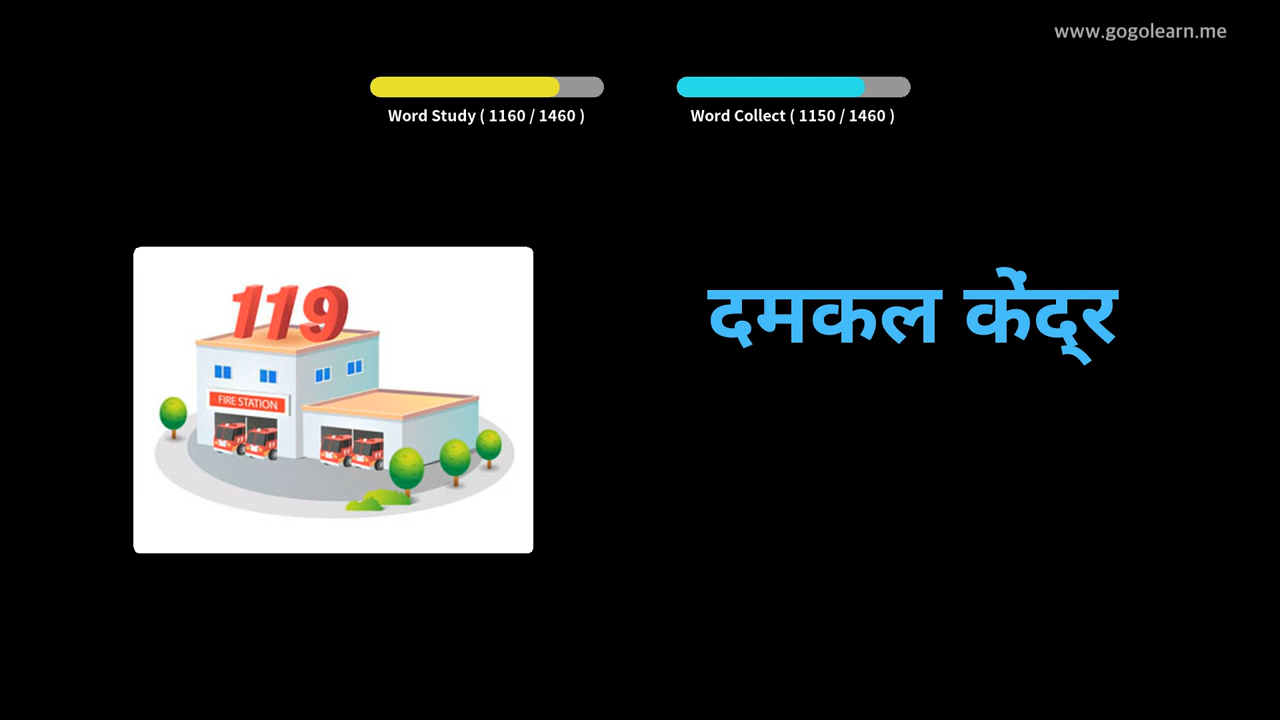 www.gogolearn.me
Word Study ( 1160 / 1460 )
Word Collect ( 1150 / 1460 )
119
FIRE STATION
दमकल केंद्र